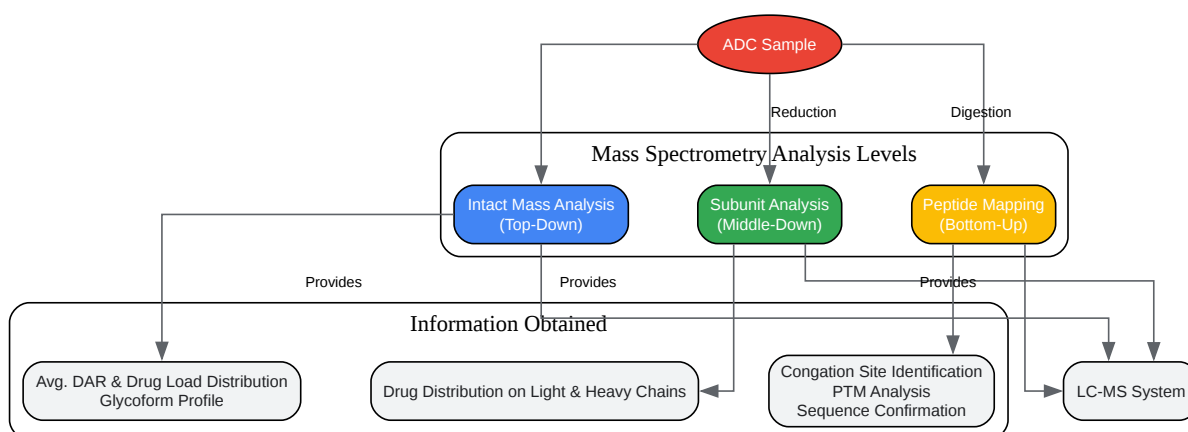 ADC Sample
Reduction
Digestion
Mass Spectrometry Analysis Levels
Intact Mass Analysis
(Top-Down)
Subunit Analysis
(Middle-Down)
Peptide Mapping
(Bottom-Up)
Provides
Provides
Provides
Information Obtained
Avg. DAR & Drug Load Distribution
Glycoform Profile
Drug Distribution on Light & Heavy Chains
Congation Site Identification
PTM Analysis
Sequence Confirmation
LC-MS System